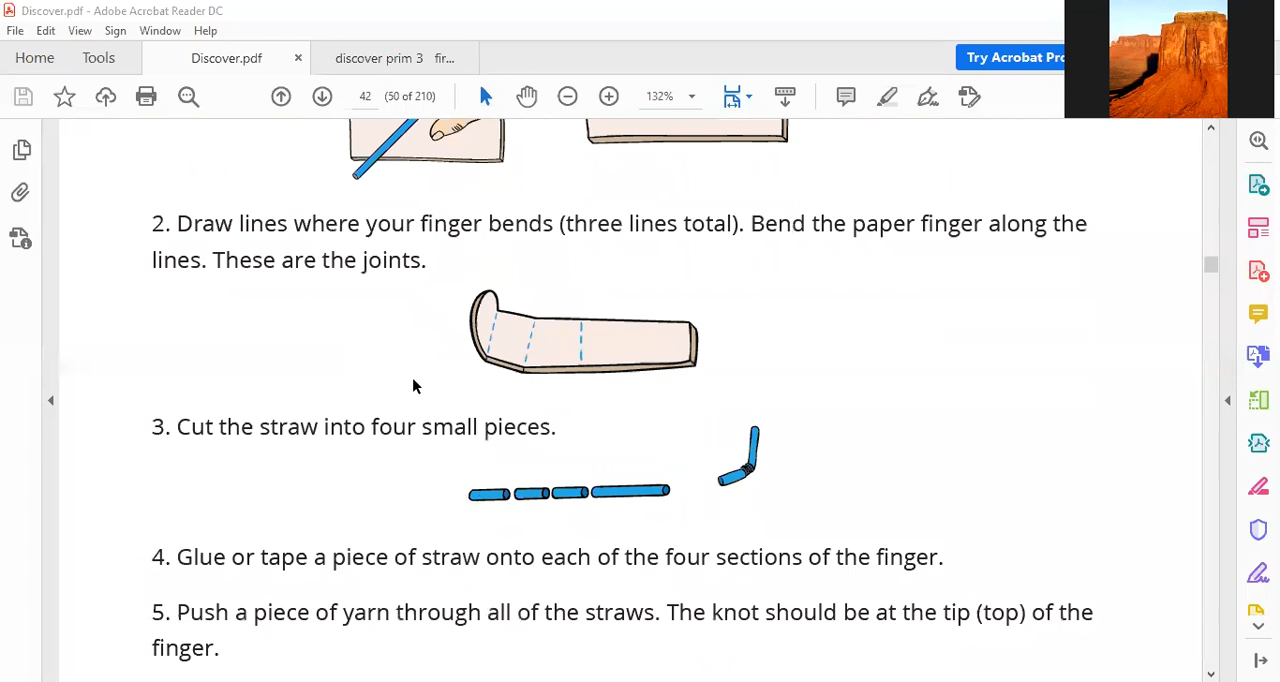 Discover.pdf - Adobe Acrobat Reader DC
File Edit View Sign Window Help
Home Tools Discover.pdf × discover prim 3 fir... Try Acrobat Pro
42 (50 of 210) 132%
2. Draw lines where your finger bends (three lines total). Bend the paper finger along the
lines. These are the joints.
3. Cut the straw into four small pieces.
4. Glue or tape a piece of straw onto each of the four sections of the finger.
5. Push a piece of yarn through all of the straws. The knot should be at the tip (top) of the
finger.